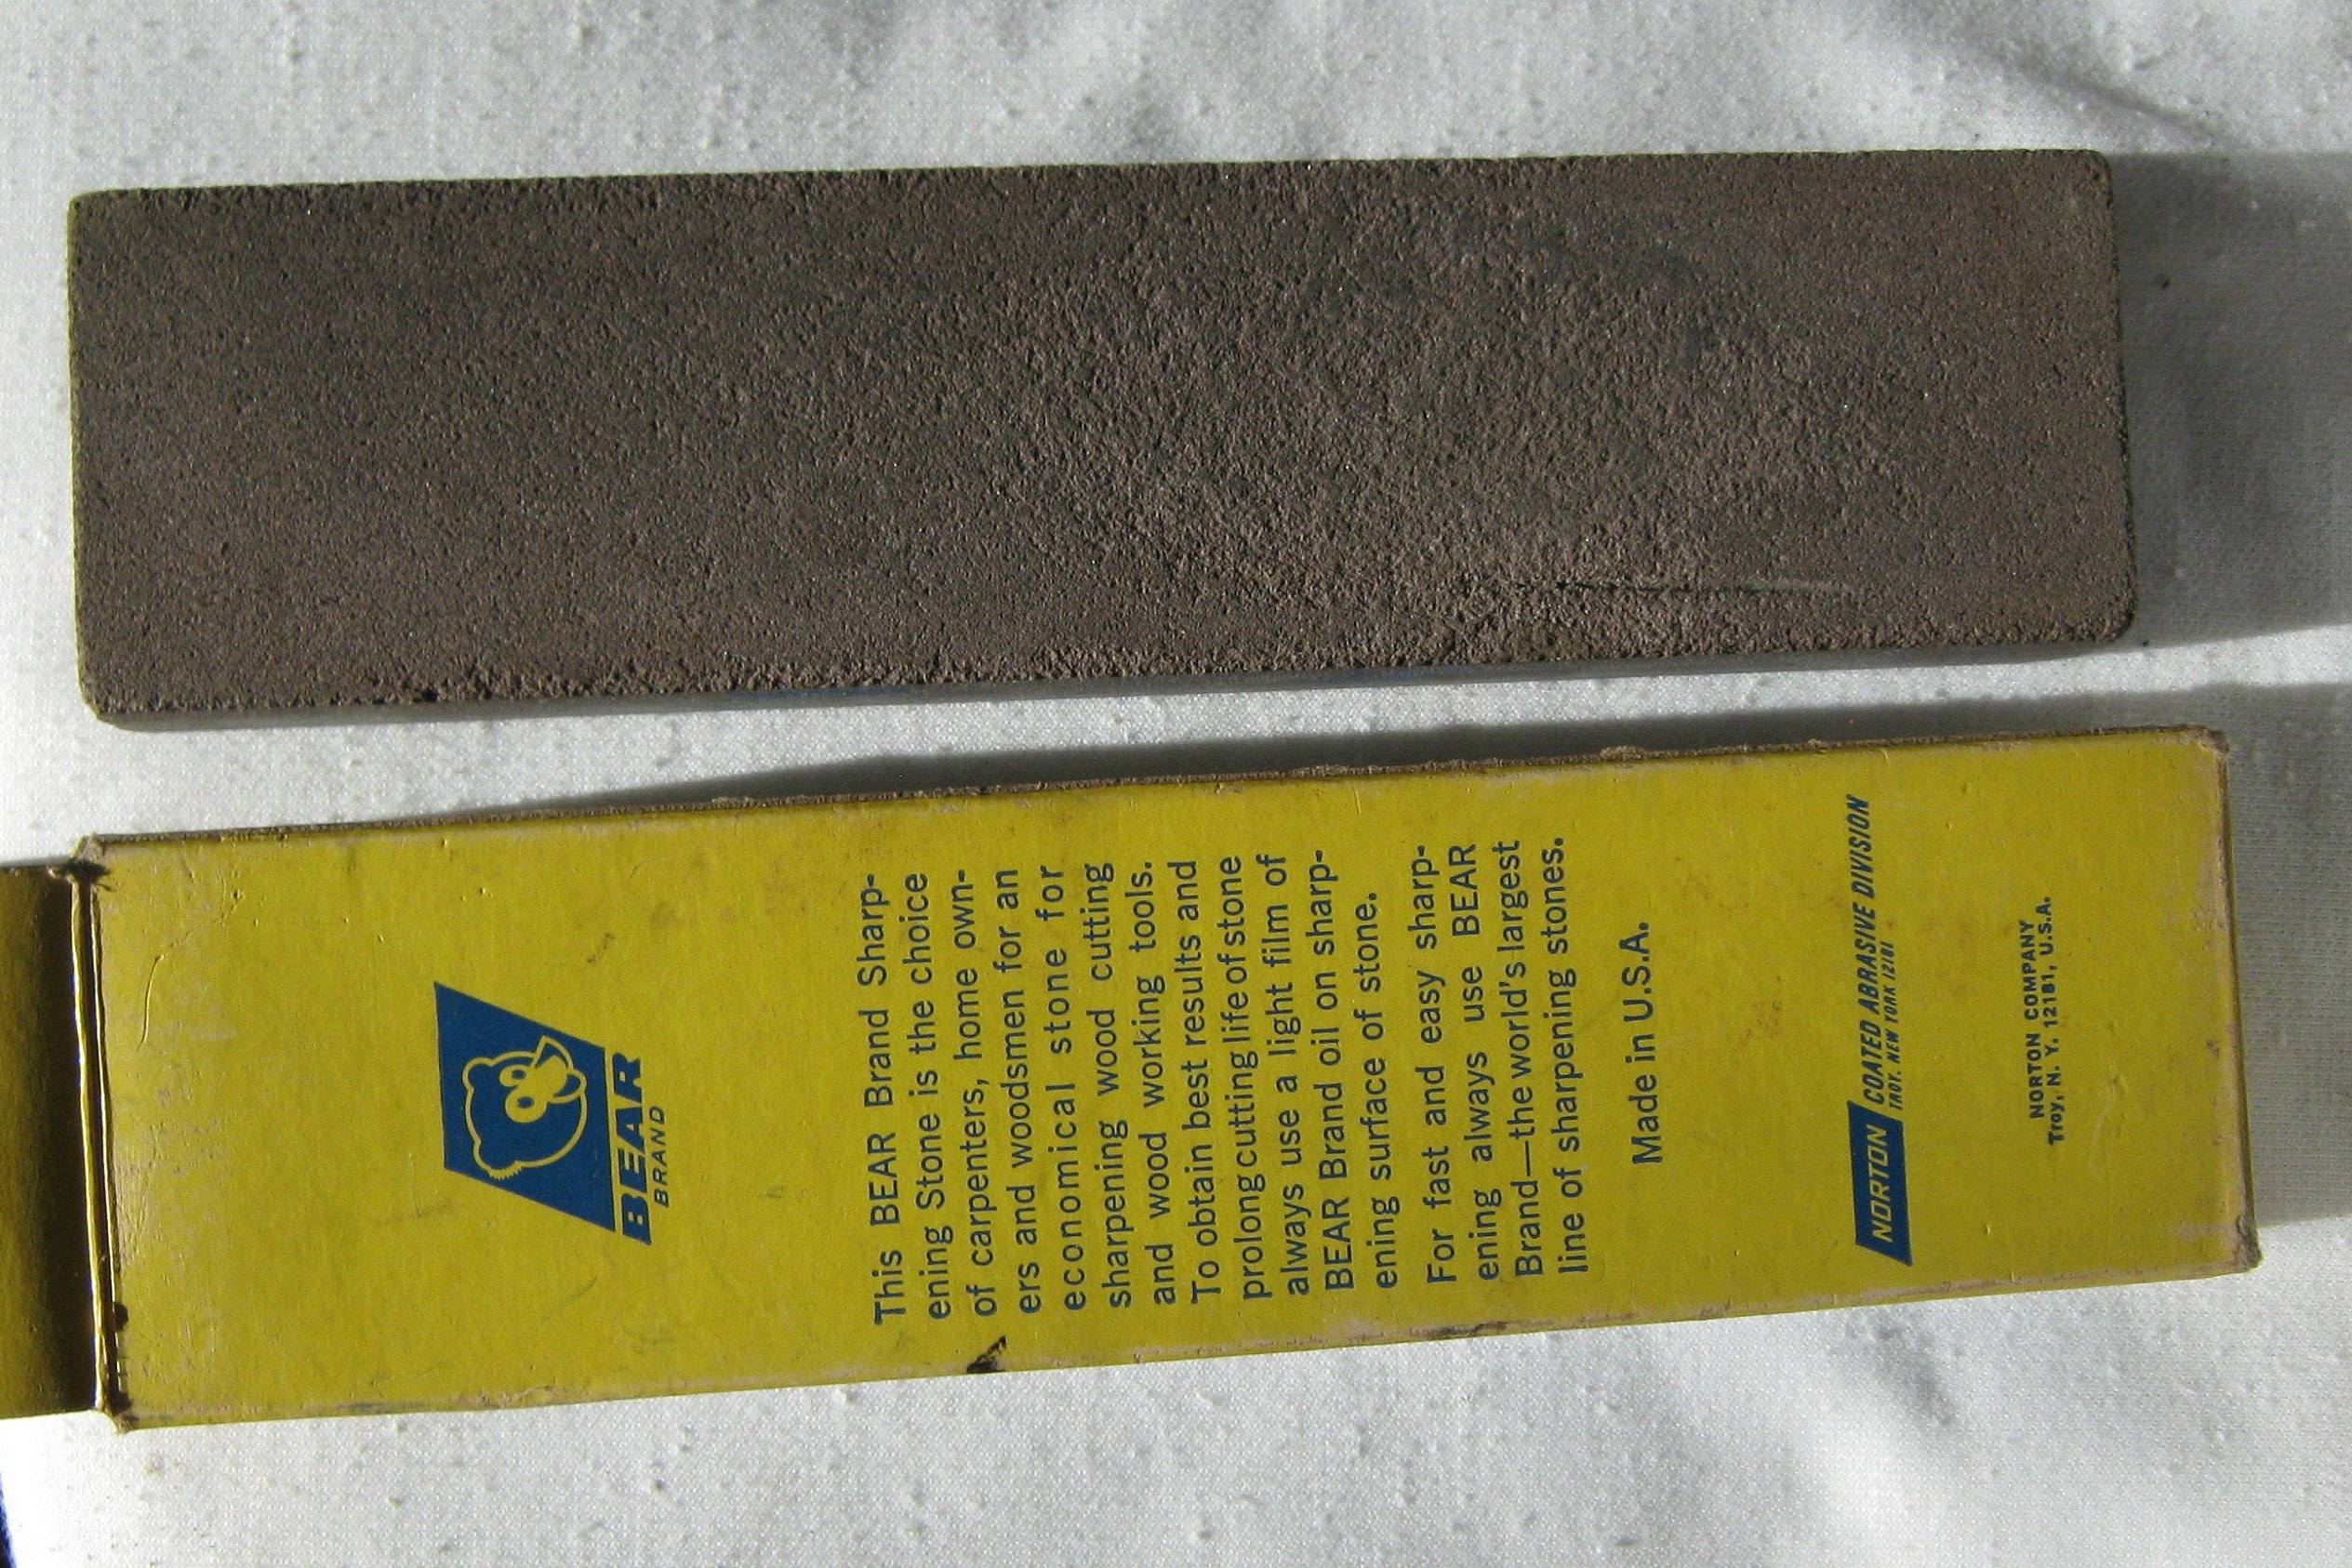 BEAR
BRAND
This BEAR Brand Sharp-
ening Stone is the choice
of carpenters, home own-
ers and woodsmen for an
economical stone for
sharpening wood cutting
and wood working tools.
To obtain best results and
prolong cutting life of stone
always use a light film of
BEAR Brand oil on sharp-
ening surface of stone.
For fast and easy sharp-
ening always use BEAR
Brand—the world's largest
line of sharpening stones.
Made in U.S.A.
NORTON COATED ABRASIVE DIVISION
TROY, NEW YORK 12181
NORTON COMPANY
Troy, N. Y. 12181, U.S.A.